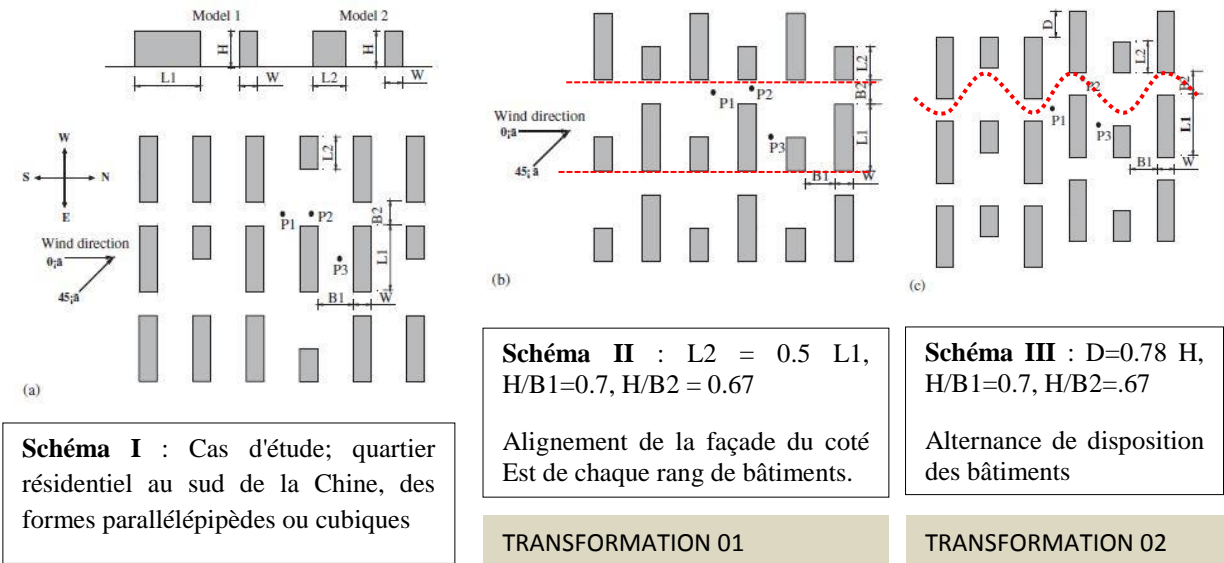 Model 1
Model 2
H
H
L1
W
L2
W
W
S
N
E
Wind direction
0;ā
45;ā
L2
B2
P1
P2
L1
P3
B1
W
(a)
Schéma I : Cas d'étude; quartier
résidentiel au sud de la Chine, des
formes parallélépipèdes ou cubiques
L2
B2
P1
P2
Wind direction
0;ā
45;ā
P3
L1
B1
W
(b)
Schéma II : L2 = 0.5 L1,
H/B1=0.7, H/B2 = 0.67
Alignement de la façade du coté
Est de chaque rang de bâtiments.
TRANSFORMATION 01
D
L2
B2
P2
P1
P3
L1
B1
W
(c)
Schéma III : D=0.78 H,
H/B1=0.7, H/B2=.67
Alternance de disposition
des bâtiments
TRANSFORMATION 02